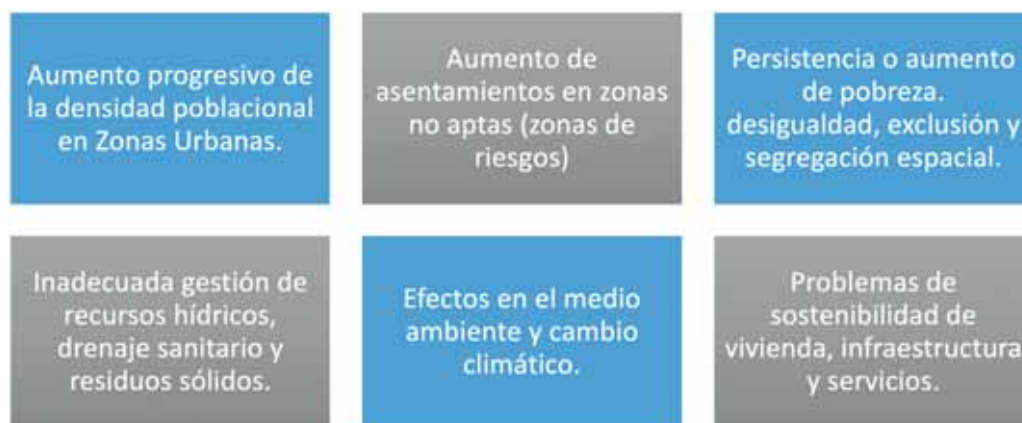 Aumento progresivo de
la densidad poblacional
en Zonas Urbanas.
Aumento de
asentamientos en zonas
no aptas (zonas de
riesgos)
Persistencia o aumento
de pobreza.
desigualdad, exclusión y
segregación espacial.
Inadecuada gestión de
recursos hídricos,
drenaje sanitario y
residuos sólidos.
Efectos en el medio
ambiente y cambio
climático.
Problemas de
sostenibilidad de
vivienda, infraestructura
y servicios.